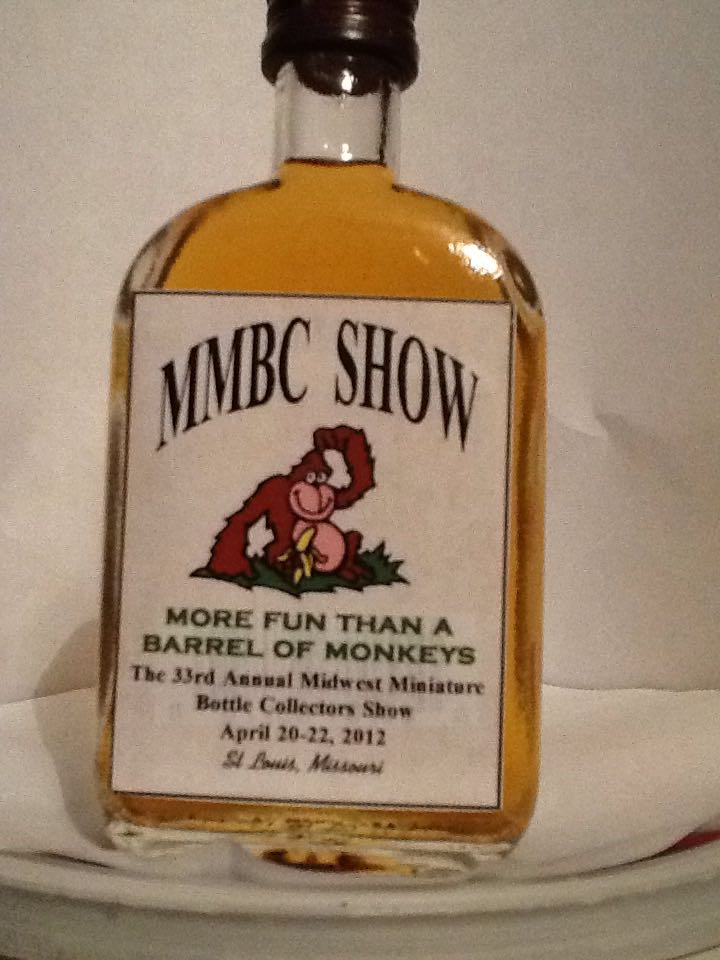 MMBC SHOW
MORE FUN THAN A
BARREL OF MONKEYS
The 33rd Annual Midwest Miniature
Bottle Collectors Show
April 20-22, 2012
St Louis, Missouri